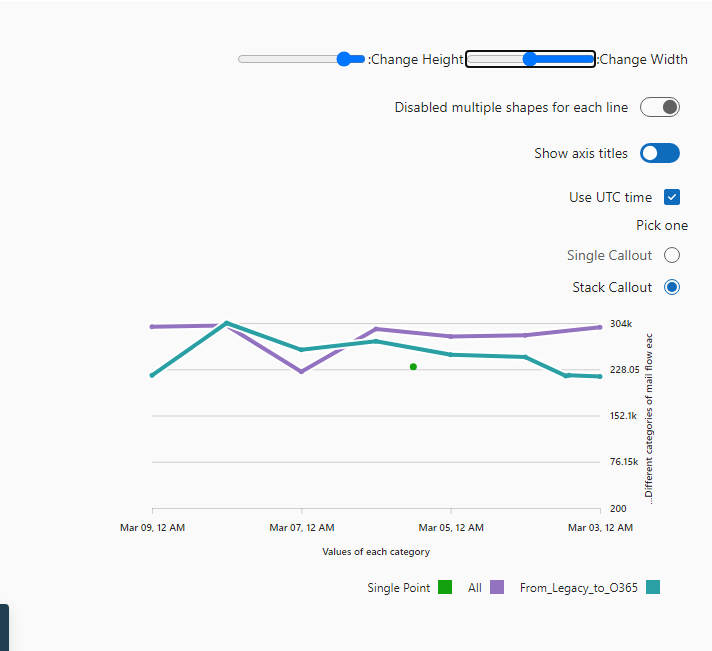 :Change Height :Change Width
Disabled multiple shapes for each line
Show axis titles
Use UTC time
Pick one
Single Callout
Stack Callout
304k
228.05
152.1k
76.15k
200
...Different categories of mail flow eac
Mar 09, 12 AM Mar 07, 12 AM Mar 05, 12 AM Mar 03, 12 AM
Values of each category
Single Point All From_Legacy_to_O365